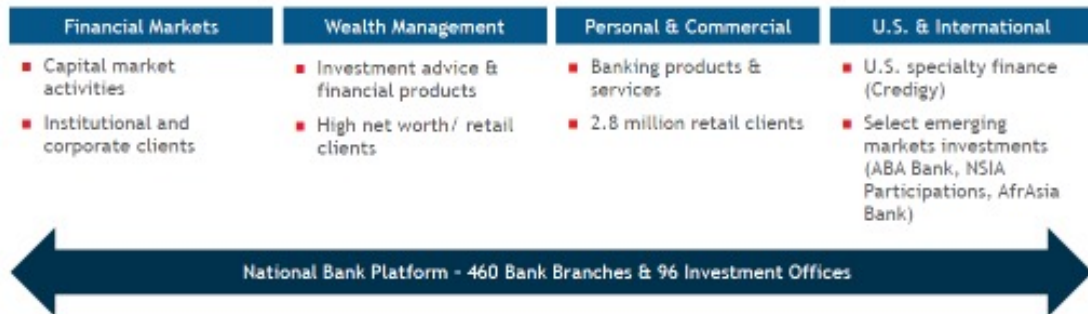 Financial Markets
Capital market
activities
Institutional and
corporate clients
Wealth Management
Investment advice &
financial products
High net worth/ retail
clients
Personal & Commercial
Banking products &
services
2.8 million retail clients
U.S. & International
U.S. specialty finance
(Credigy)
Select emerging
markets investments
(ABA Bank, NSIA
Participations, AfrAsia
Bank)
National Bank Platform - 460 Bank Branches & 96 Investment Offices